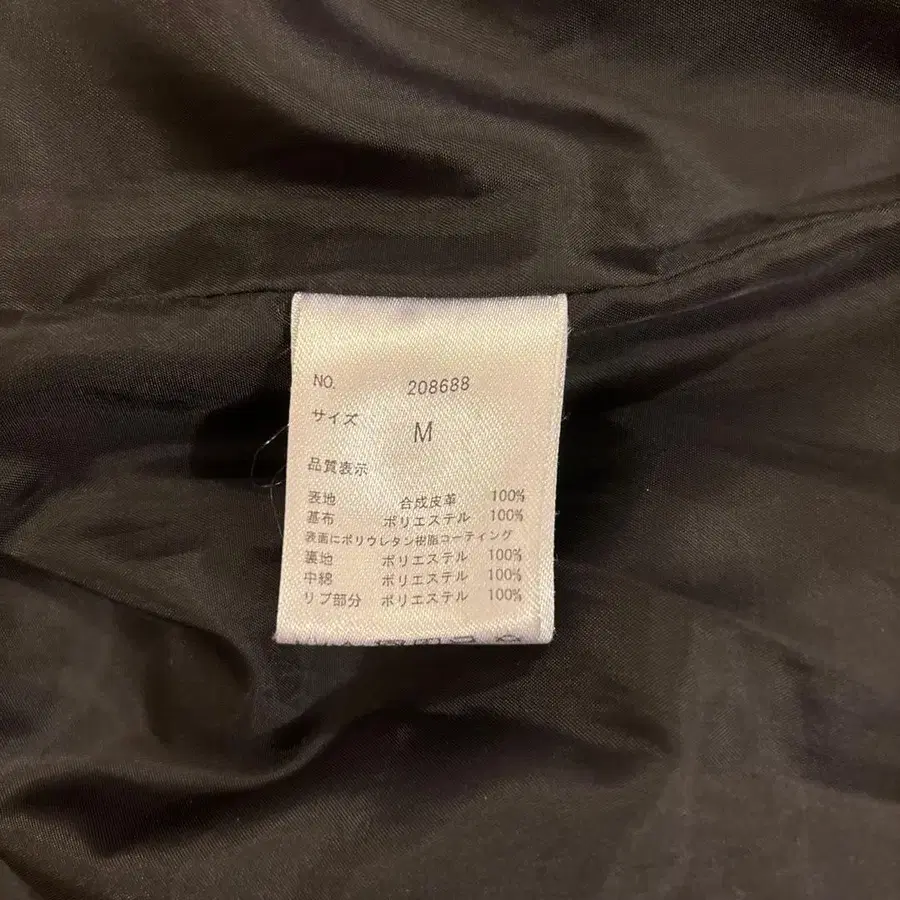 NO. 208688
サイズ M
品質表示
表地 合成皮革 100%
基布 ポリエステル 100%
表面にポリウレタン樹脂コーティング
裏地 ポリエステル 100%
中綿 ポリエステル 100%
リブ部分 ポリエステル 100%